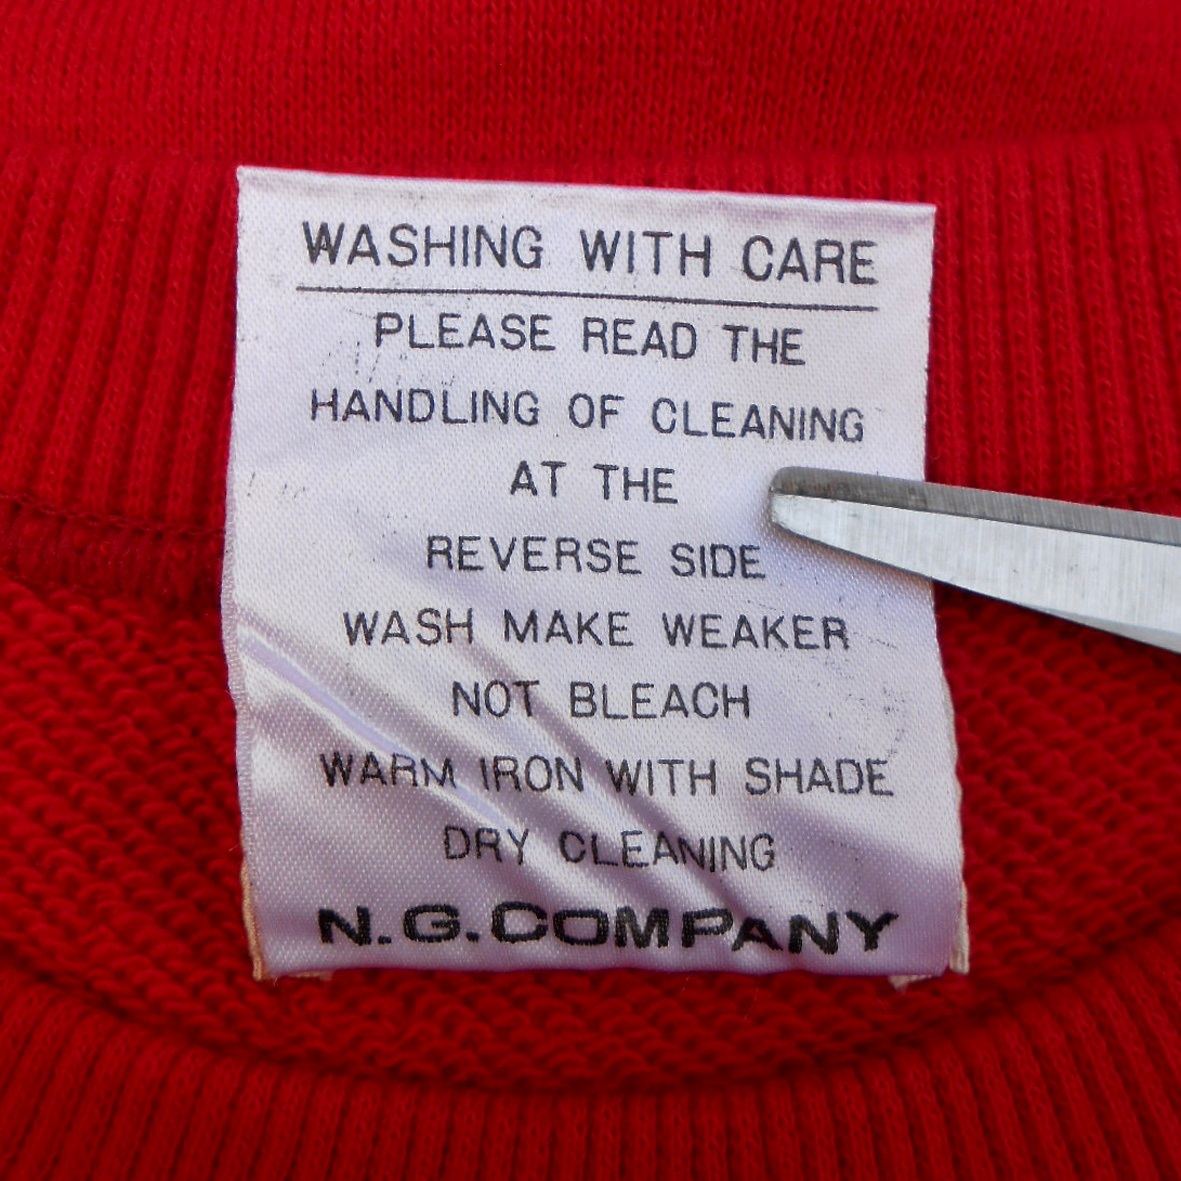 WASHING WITH CARE
PLEASE READ THE
HANDLING OF CLEANING
AT THE
REVERSE SIDE
WASH MAKE WEAKER
NOT BLEACH
WARM IRON WITH SHADE
DRY CLEANING
N.G.COMPANY